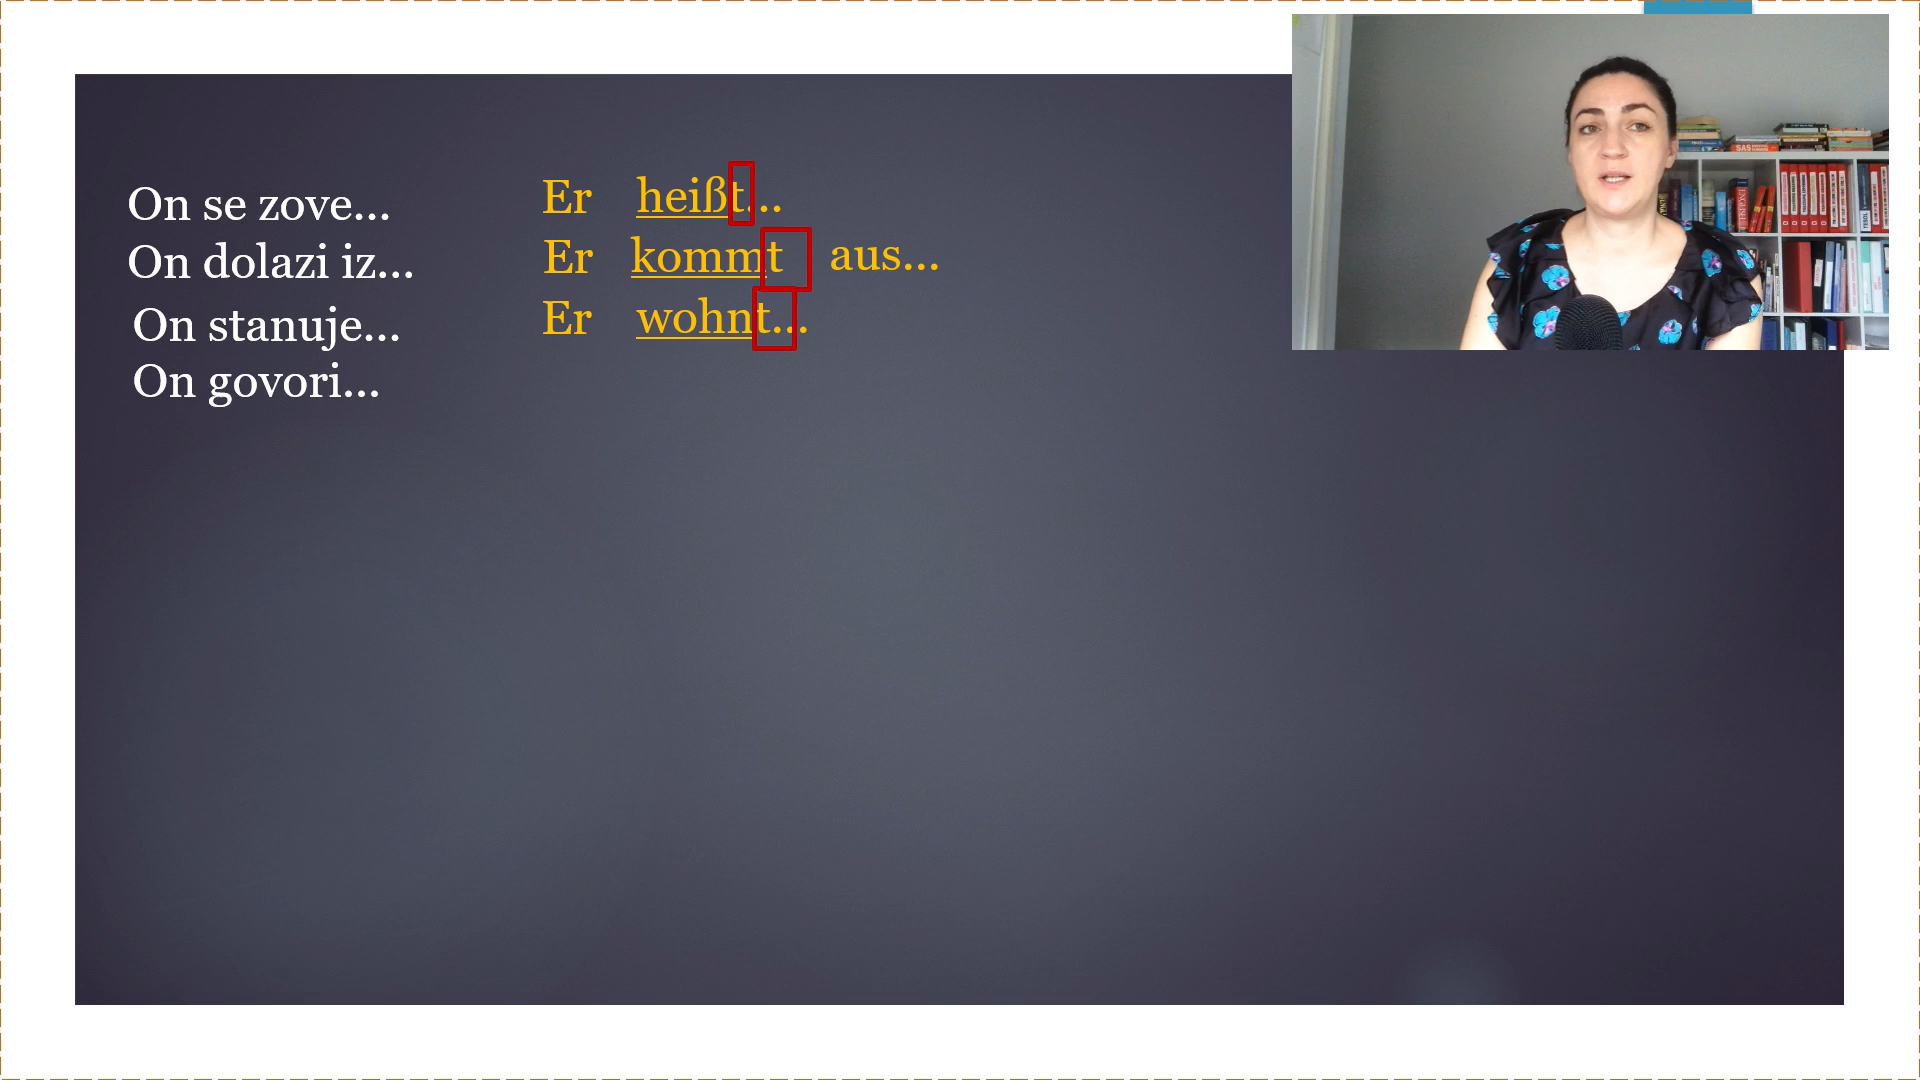 On se zove...
Er heißt...
On dolazi iz...
Er kommt aus...
On stanuje...
Er wohnt...
On govori...